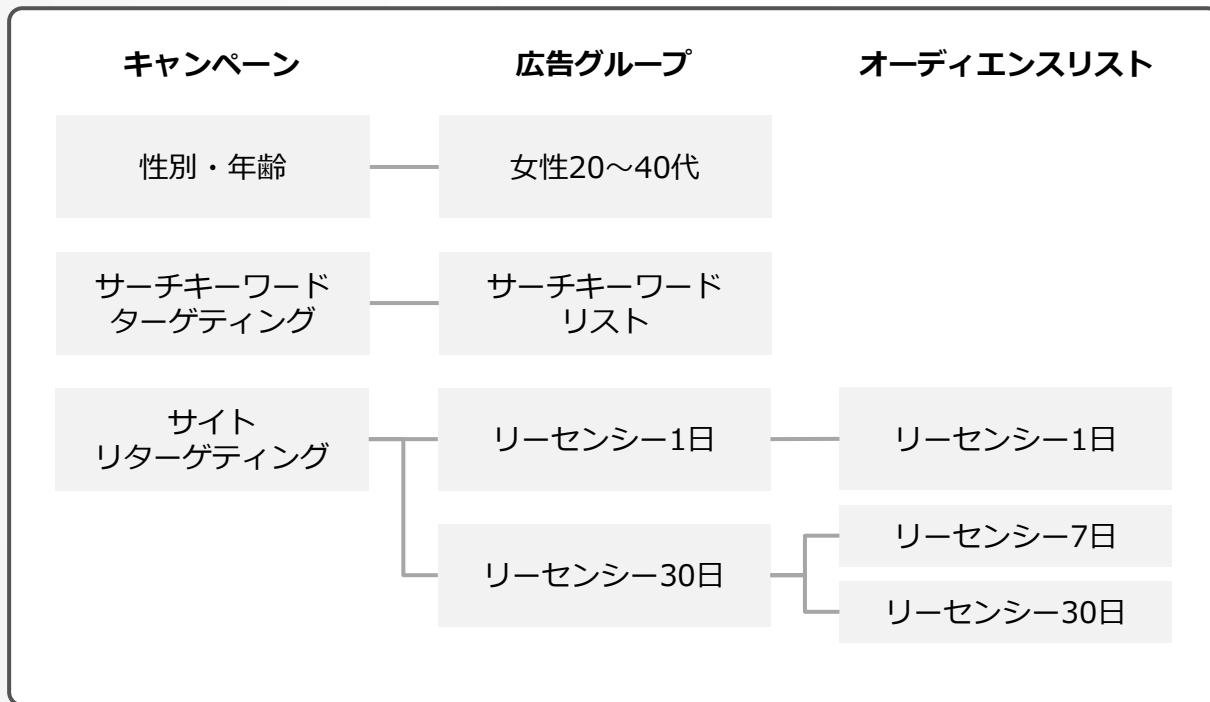 キャンペーン
広告グループ
オーディエンスリスト
性別・年齢
女性20～40代
サーチキーワード
ターゲティング
サーチキーワード
リスト
サイト
リターゲティング
リーセンシー1日
リーセンシー1日
リーセンシー30日
リーセンシー7日
リーセンシー30日